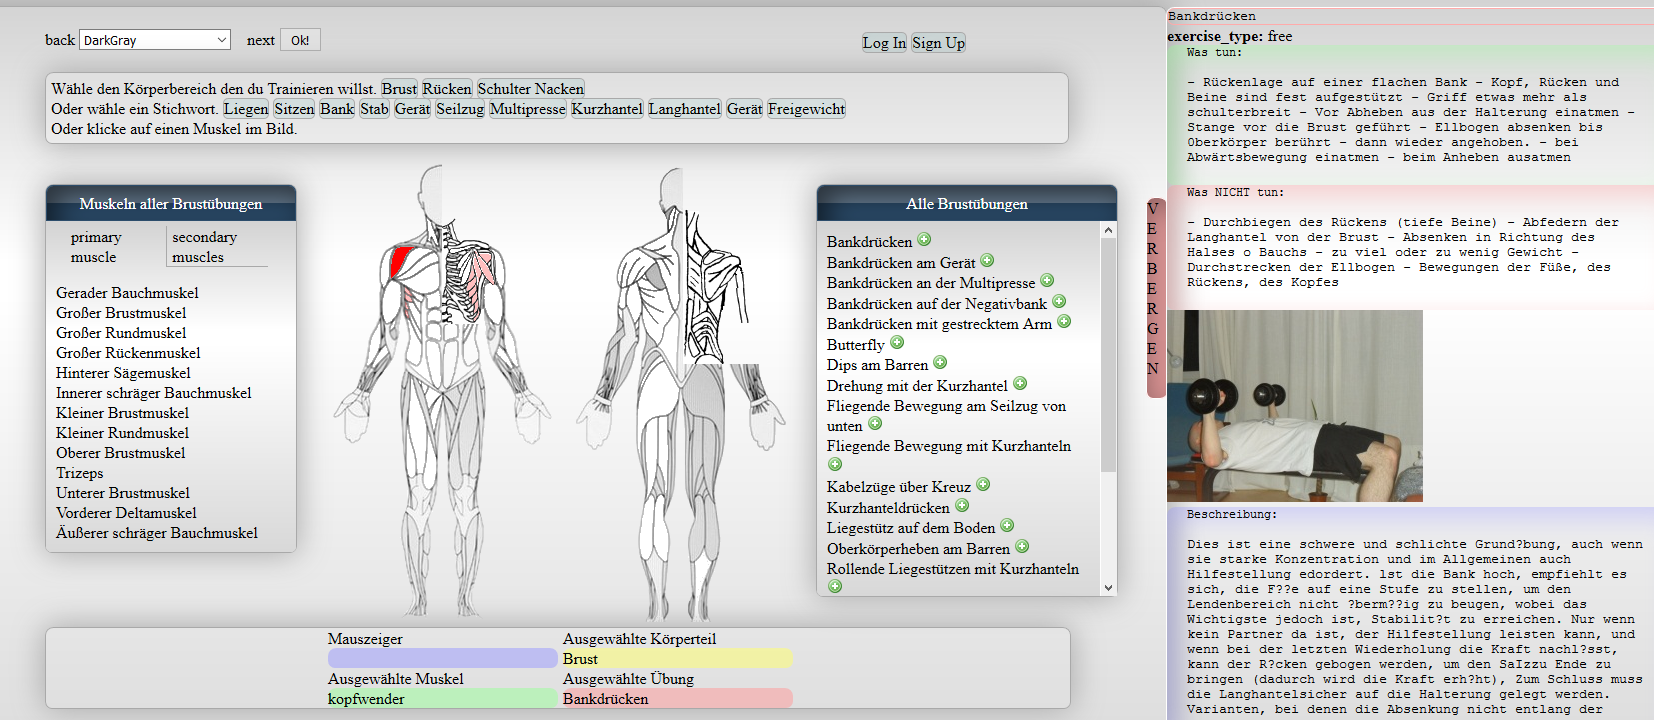 back DarkGray next Ok!
Log In Sign Up
Wähle den Körperbereich den du Trainieren willst. Brust Rücken Schulter Nacken
Oder wähle ein Stichwort. Liegen Sitzen Bank Stab Gerät Seilzug Multipresse Kurzhantel Langhantel Gerät Freigewicht
Oder klicke auf einen Muskel im Bild.
Muskeln aller Brustübungen
primary muscle
secondary muscles
Gerader Bauchmuskel
Großer Brustmuskel
Großer Rundmuskel
Großer Rückenmuskel
Hinterer Sägemuskel
Innerer schräger Bauchmuskel
Kleiner Brustmuskel
Kleiner Rundmuskel
Oberer Brustmuskel
Trizeps
Unterer Brustmuskel
Vorderer Deltamuskel
Äußerer schräger Bauchmuskel
Alle Brustübungen
Bankdrücken
Bankdrücken am Gerät
Bankdrücken an der Multipresse
Bankdrücken auf der Negativbank
Bankdrücken mit gestrecktem Arm
Butterfly
Dips am Barren
Drehung mit der Kurzhantel
Fliegende Bewegung am Seilzug von
unten
Fliegende Bewegung mit Kurzhanteln
Kabelzüge über Kreuz
Kurzhanteldrücken
Liegestütz auf dem Boden
Oberkörperheben am Barren
Rollende Liegestützen mit Kurzhanteln
Mauszeiger
Ausgewählte Körperteil
Brust
Ausgewählte Muskel
kopfwender
Ausgewählte Übung
Bankdrücken
VERBERGEN
Bankdrücken
exercise_type: free
Was tun:
- Rückenlage auf einer flachen Bank - Kopf, Rücken und
Beine sind fest aufgestützt - Griff etwas mehr als
schulterbreit - Vor Abheben aus der Halterung einatmen -
Stange vor die Brust geführt - Ellbogen absenken bis
Oberkörper berührt - dann wieder angehoben. - bei
Abwärtsbewegung einatmen - beim Anheben ausatmen
Was NICHT tun:
- Durchbiegen des Rückens (tiefe Beine) - Abfedern der
Langhantel von der Brust - Absenken in Richtung des
Halses o Bauchs - zu viel oder zu wenig Gewicht -
Durchstrecken der Ellbogen - Bewegungen der Füße, des
Rückens, des Kopfes
Beschreibung:
Dies ist eine schwere und schlichte Grund?bung, auch wenn
sie starke Konzentration und im Allgemeinen auch
Hilfestellung edordert. lst die Bank hoch, empfiehlt es
sich, die F??e auf eine Stufe zu stellen, um den
Lendenbereich nicht ?berm??ig zu beugen, wobei das
Wichtigste jedoch ist, Stabilit?t zu erreichen. Nur wenn
kein Partner da ist, der Hilfestellung leisten kann, und
wenn bei der letzten Wiederholung die Kraft nachl?sst,
kann der R?cken gebogen werden, um den SaIzzu Ende zu
bringen (dadurch wird die Kraft erh?ht), Zum Schluss muss
die Langhantelsicher auf die Halterung gelegt werden.
Varianten, bei denen die Absenkung nicht entlang der